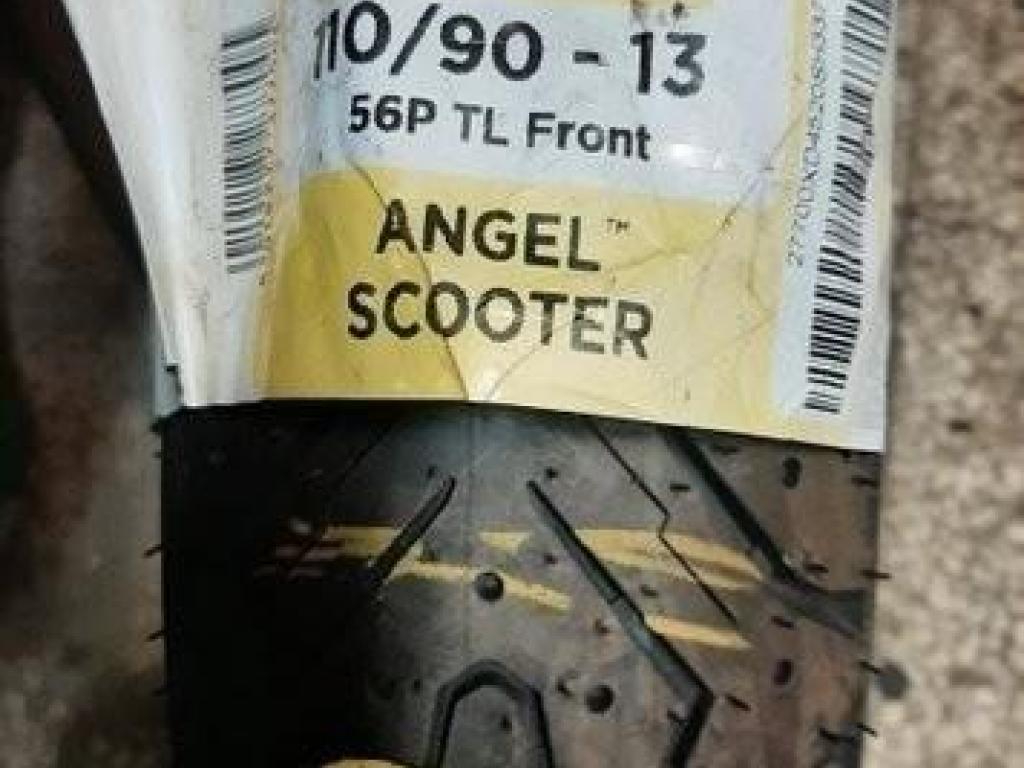 110/90 - 13
56P TL Front
ANGEL™
SCOOTER